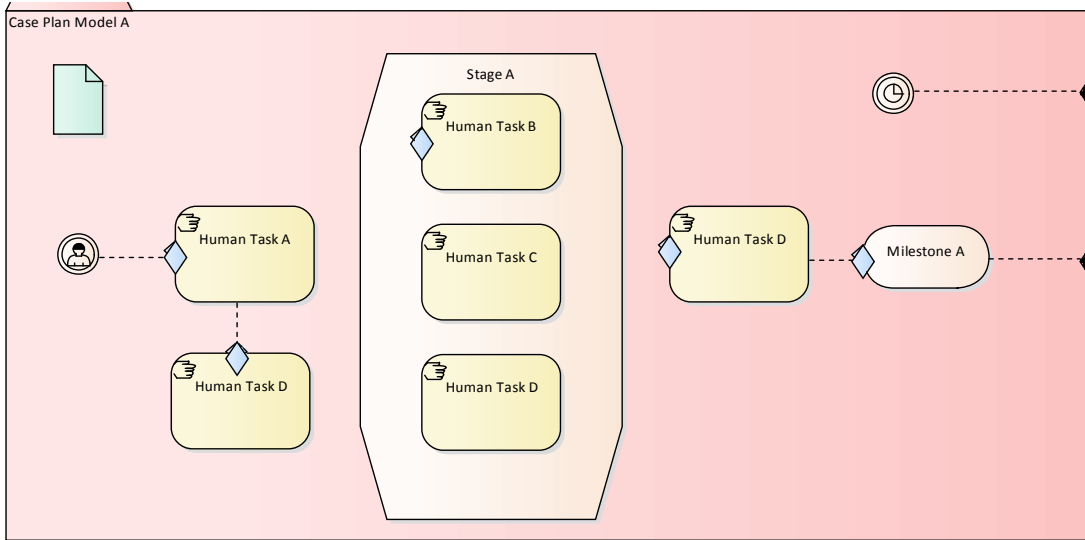 Case Plan Model A
Stage A
Human Task B
Human Task A
Human Task C
Human Task D
Milestone A
Human Task D
Human Task D